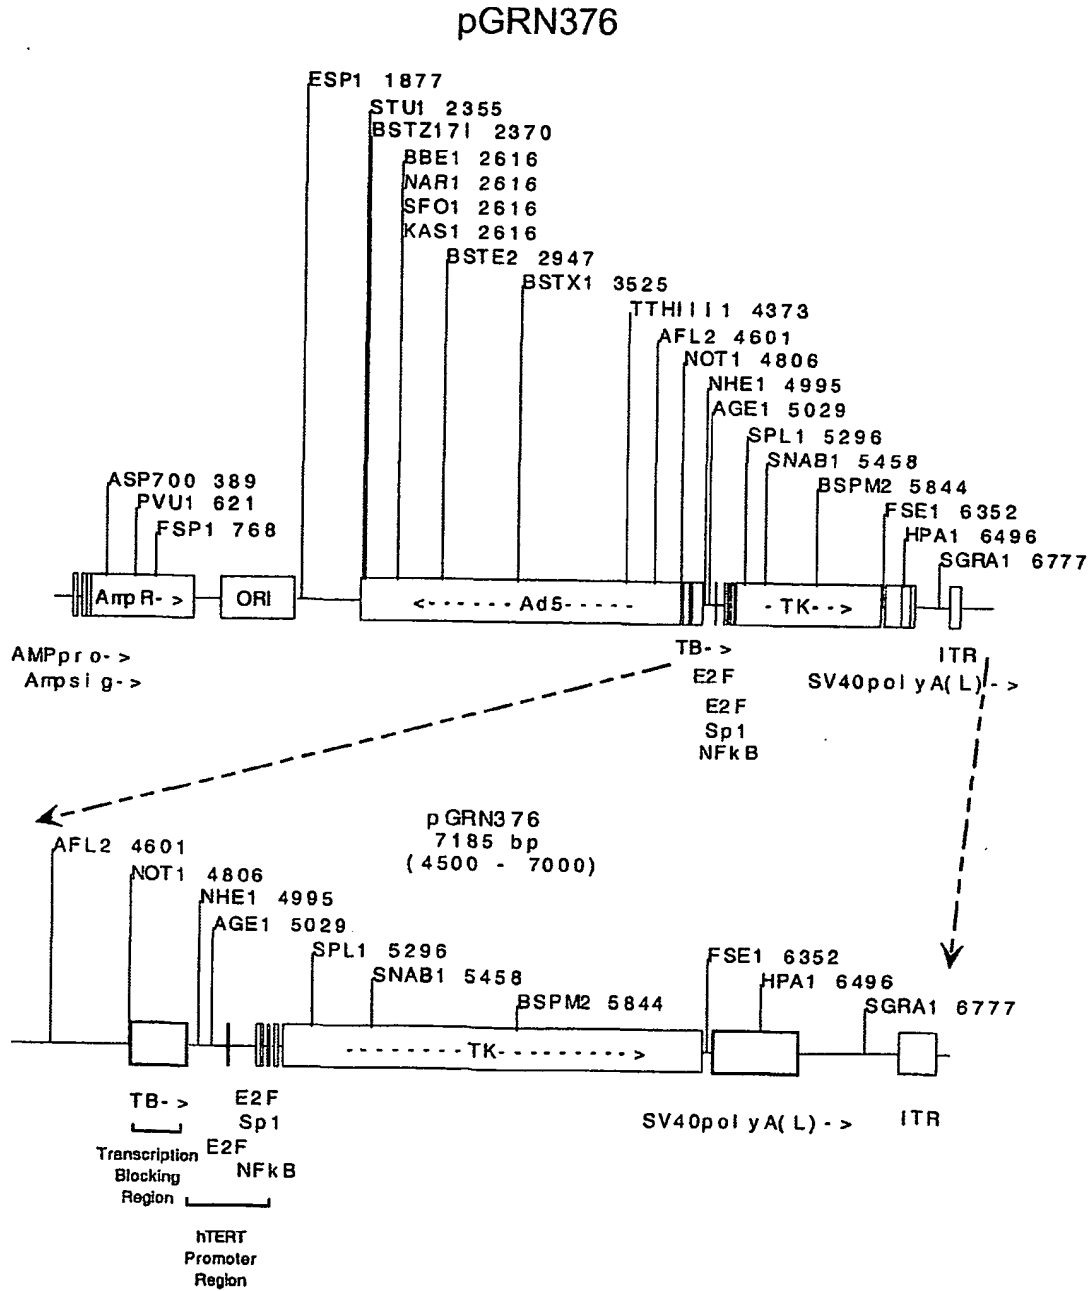 pGRN376
ESP1 1877
STU1 2355
BSTZ17I 2370
BBE1 2616
NAR1 2616
SFO1 2616
KAS1 2616
BSTE2 2947
BSTX1 3525
TTHIII1 4373
AFL2 4601
NOT1 4806
NHE1 4995
AGE1 5029
SPL1 5296
SNAB1 5458
BSPM2 5844
FSE1 6352
HPA1 6496
SGRA1 6777
ASP700 389
PVU1 621
FSP1 768
AmpR- >
ORI
<- - - - - - Ad5- - - - -
- TK- - >
AMPpro- >
Ampsig- >
TB- >
E2F
E2F
Sp1
NFkB
ITR
SV40polyA(L)- >
pGRN376
7185 bp
(4500 - 7000)
AFL2 4601
NOT1 4806
NHE1 4995
AGE1 5029
SPL1 5296
SNAB1 5458
BSPM2 5844
FSE1 6352
HPA1 6496
SGRA1 6777
- - - - - - - - TK- - - - - - - - - >
TB- >
E2F
Sp1
E2F
NFkB
SV40polyA(L)- >
ITR
Transcription
Blocking
Region
hTERT
Promoter
Region